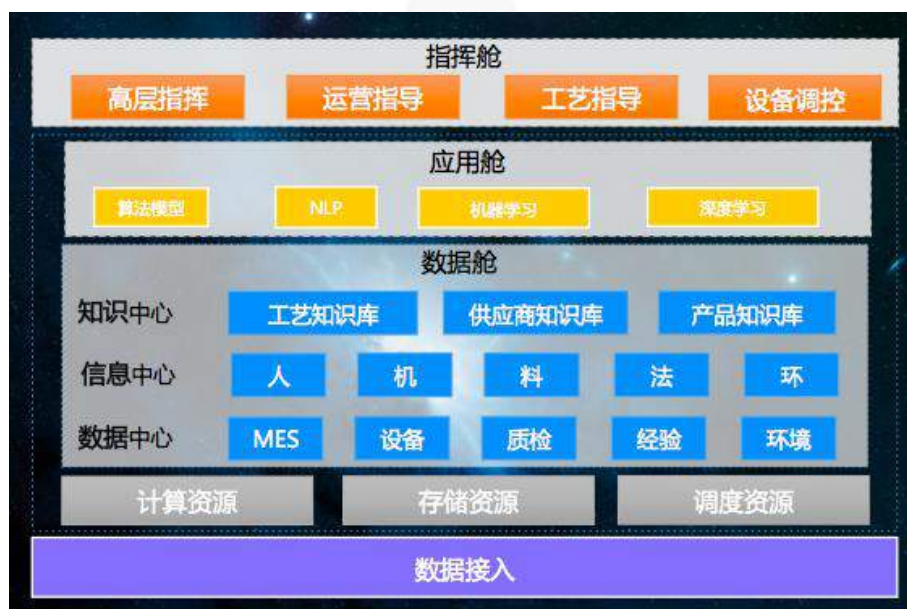 指挥舱
高层指挥 运营指导 工艺指导 设备调控
应用舱
算法模型 NLP 机器学习 深度学习
数据舱
知识中心 工艺知识库 供应商知识库 产品知识库
信息中心 人 机 料 法 环
数据中心 MES 设备 质检 经验 环境
计算资源 存储资源 调度资源
数据接入